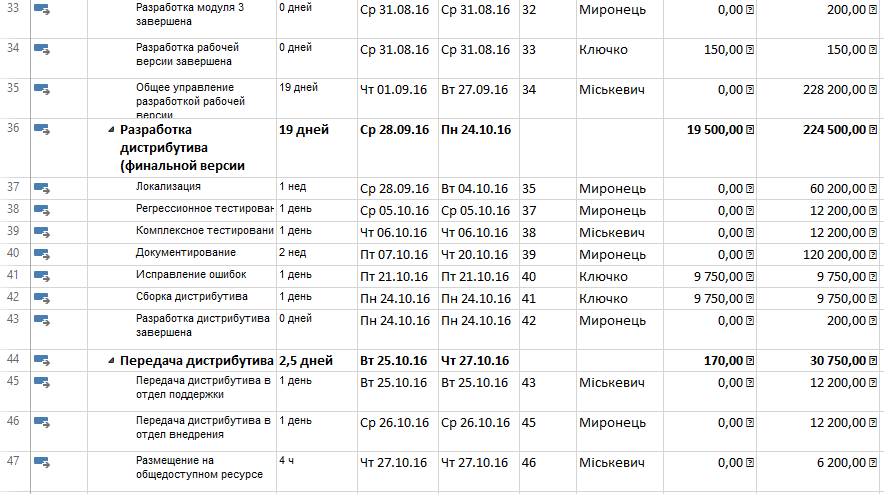 33 Разработка модуля 3 0 дней Ср 31.08.16 Ср 31.08.16 32 Миронець 0,00 200,00
завершена
34 Разработка рабочей 0 дней Ср 31.08.16 Ср 31.08.16 33 Ключко 150,00 150,00
версии завершена
35 Общее управление 19 дней Чт 01.09.16 Вт 27.09.16 34 Міськевич 0,00 228 200,00
разработкой рабочей
версии
36 Разработка 19 дней Ср 28.09.16 Пн 24.10.16 19 500,00 224 500,00
дистрибутива
(финальной версии
37 Локализация 1 нед Ср 28.09.16 Вт 04.10.16 35 Миронець 0,00 60 200,00
38 Регрессионное тестирован 1 день Ср 05.10.16 Ср 05.10.16 37 Миронець 0,00 12 200,00
39 Комплексное тестировани 1 день Чт 06.10.16 Чт 06.10.16 38 Міськевич 0,00 12 200,00
40 Документирование 2 нед Пт 07.10.16 Чт 20.10.16 39 Миронець 0,00 120 200,00
41 Исправление ошибок 1 день Пт 21.10.16 Пт 21.10.16 40 Ключко 9 750,00 9 750,00
42 Сборка дистрибутива 1 день Пн 24.10.16 Пн 24.10.16 41 Ключко 9 750,00 9 750,00
43 Разработка дистрибутива 0 дней Пн 24.10.16 Пн 24.10.16 42 Миронець 0,00 200,00
завершена
44 Передача дистрибутива 2,5 дней Вт 25.10.16 Чт 27.10.16 170,00 30 750,00
45 Передача дистрибутива в 1 день Вт 25.10.16 Вт 25.10.16 43 Міськевич 0,00 12 200,00
отдел поддержки
46 Передача дистрибутива в 1 день Ср 26.10.16 Ср 26.10.16 45 Миронець 0,00 12 200,00
отдел внедрения
47 Размещение на 4 ч Чт 27.10.16 Чт 27.10.16 46 Міськевич 0,00 6 200,00
общедоступном ресурсе